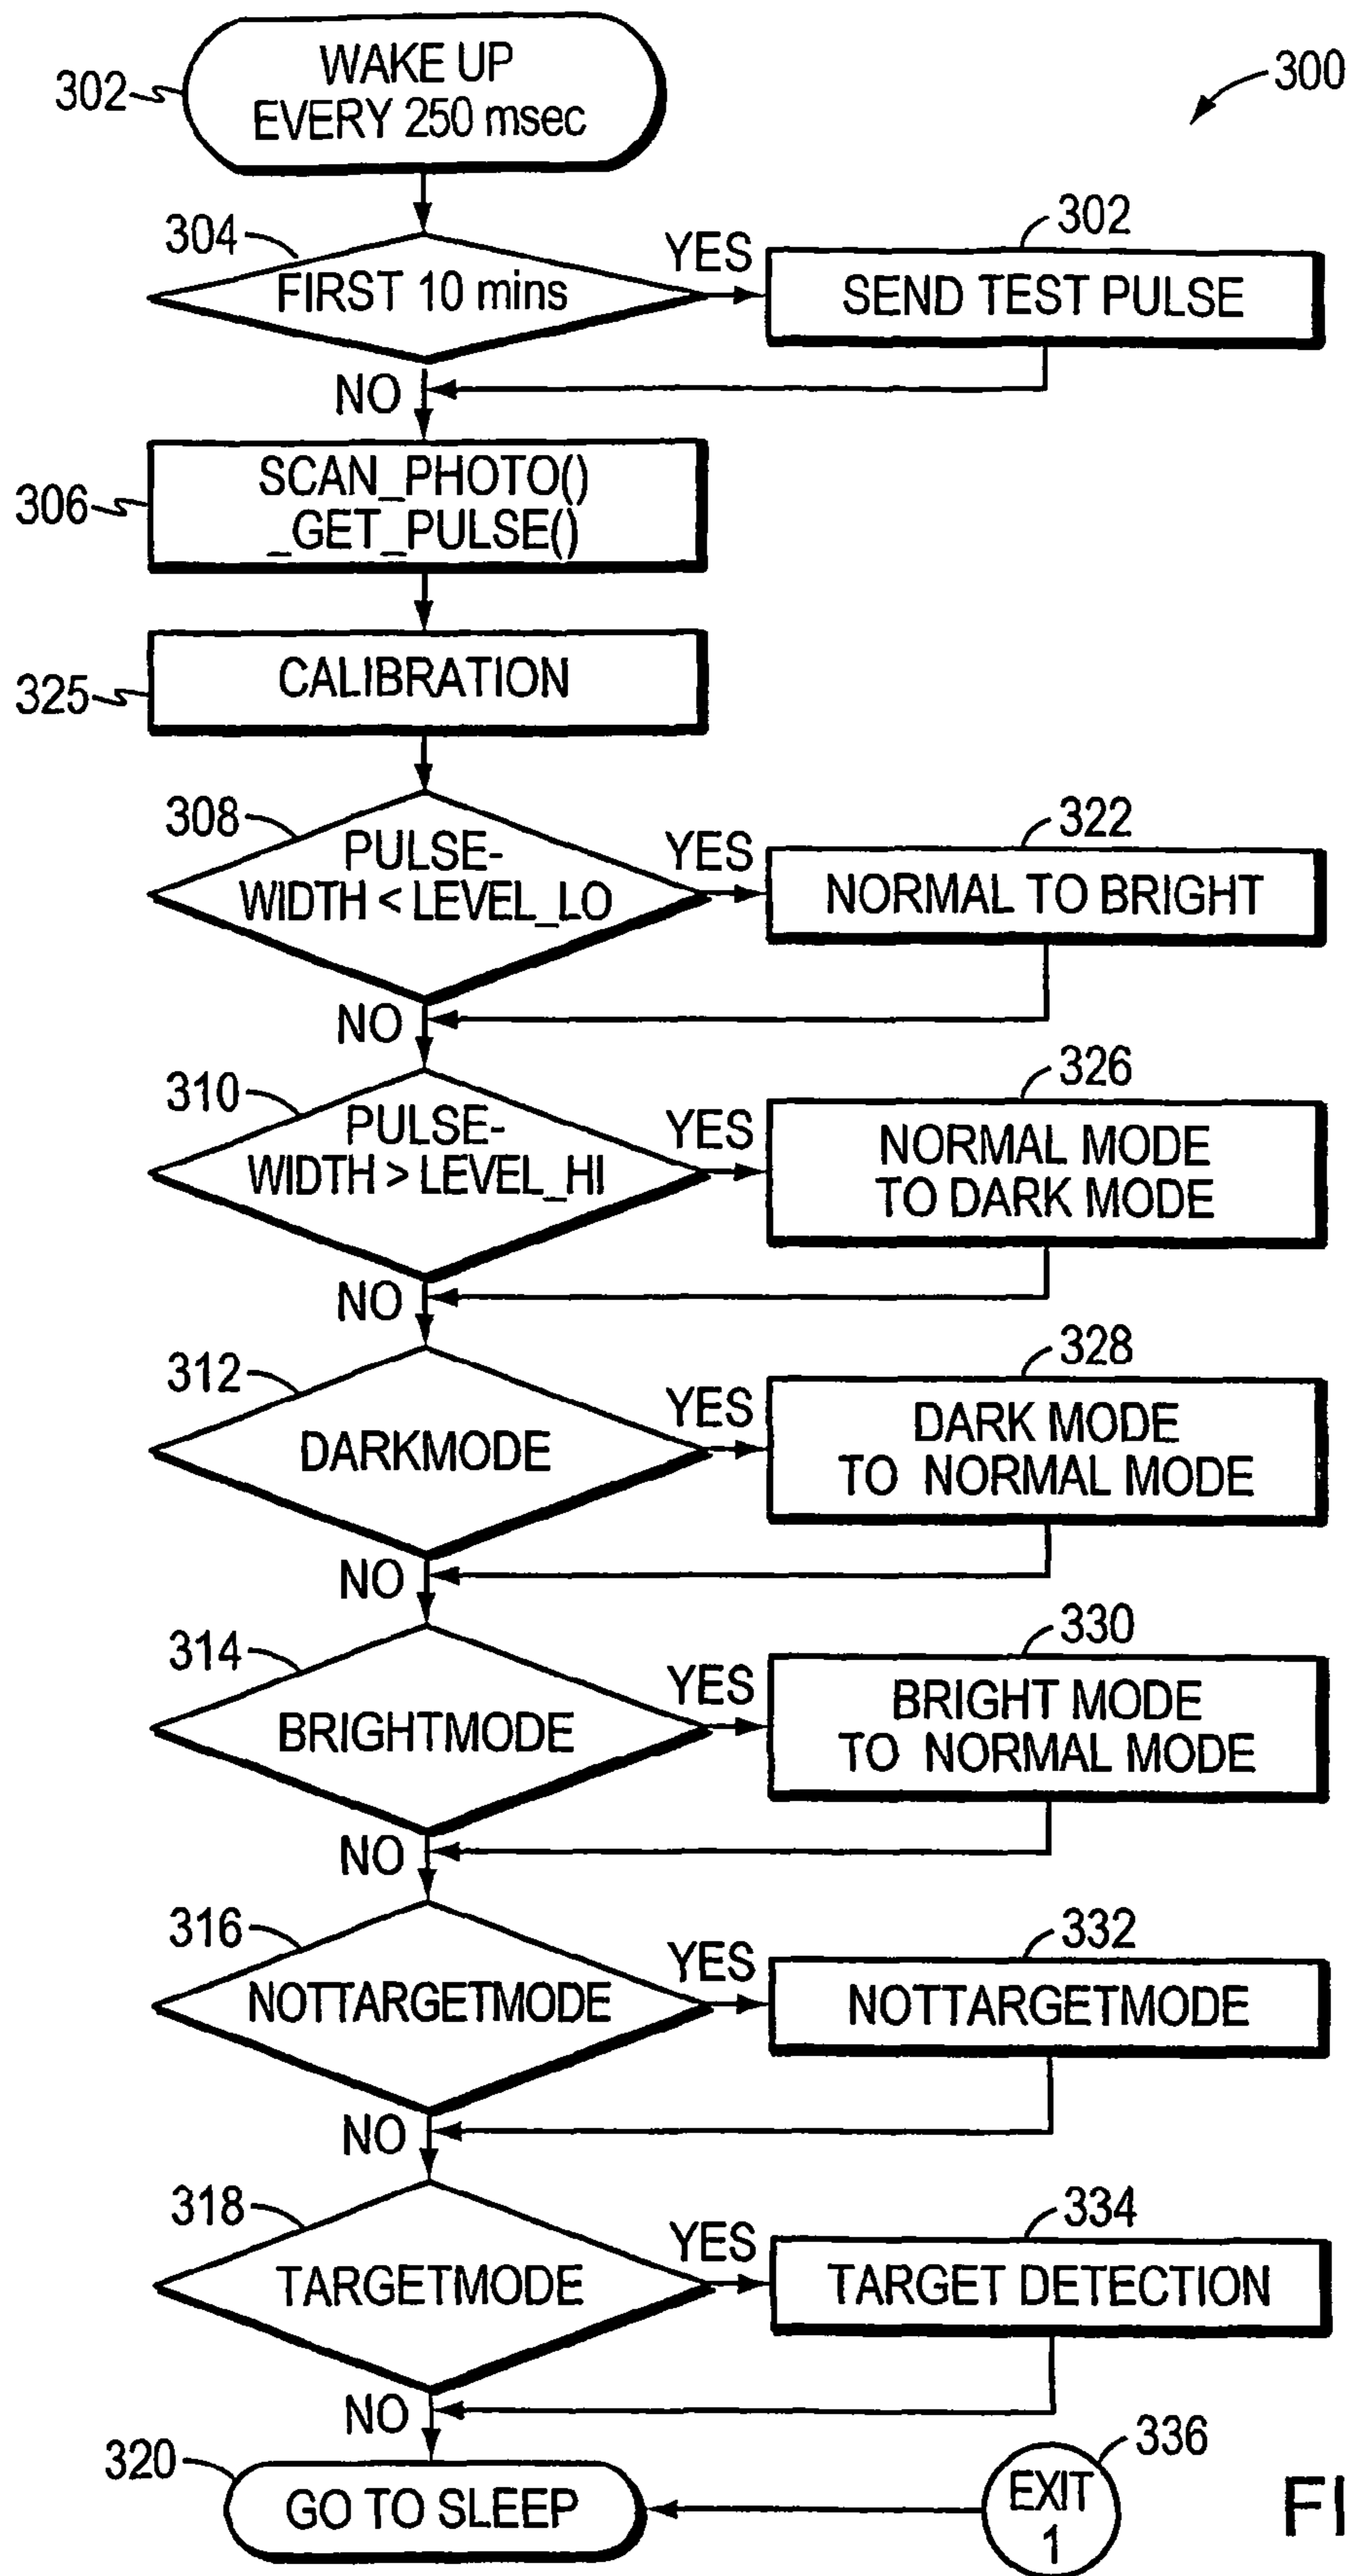 WAKE UP
EVERY 250 msec
302
300
304
FIRST 10 mins
YES
302
SEND TEST PULSE
NO
306
SCAN_PHOTO()
_GET_PULSE()
325
CALIBRATION
308
PULSE-
WIDTH < LEVEL_LO
YES
322
NORMAL TO BRIGHT
NO
310
PULSE-
WIDTH > LEVEL_HI
YES
326
NORMAL MODE
TO DARK MODE
NO
312
DARKMODE
YES
328
DARK MODE
TO NORMAL MODE
NO
314
BRIGHTMODE
YES
330
BRIGHT MODE
TO NORMAL MODE
NO
316
NOTTARGETMODE
YES
332
NOTTARGETMODE
NO
318
TARGETMODE
YES
334
TARGET DETECTION
NO
320
GO TO SLEEP
336
EXIT
1
FI